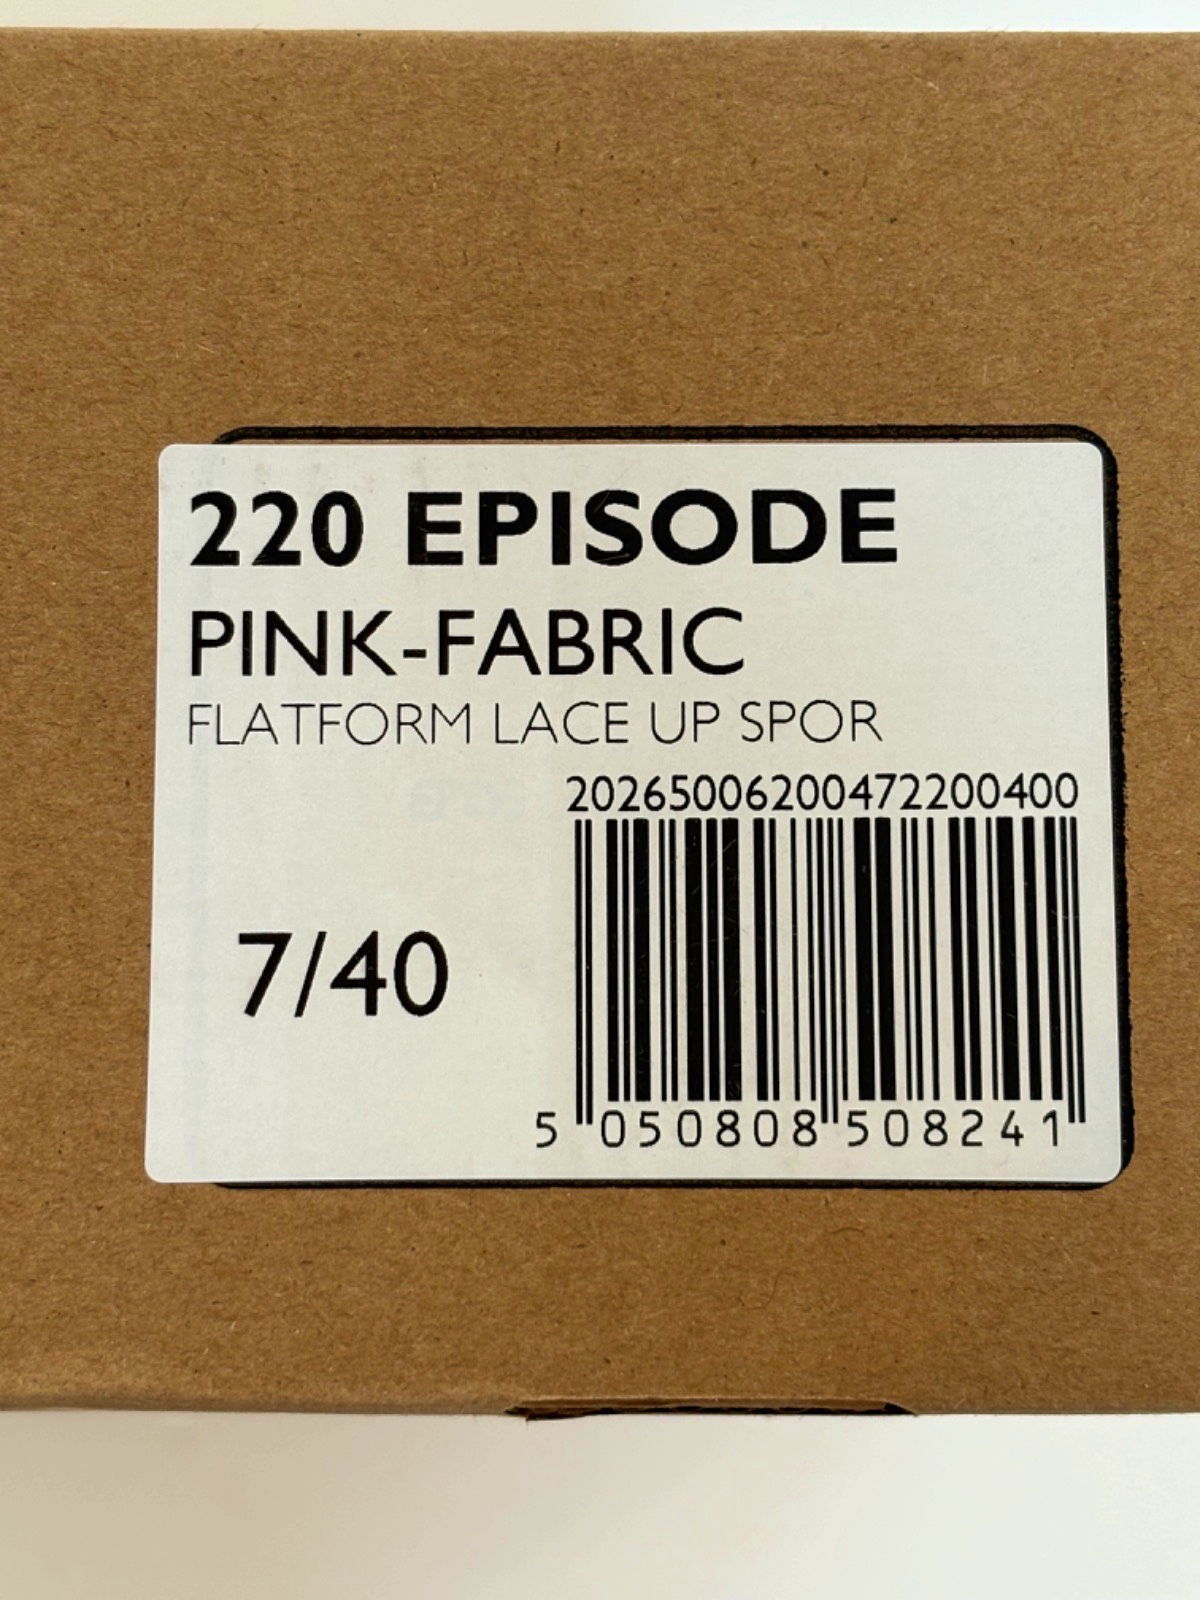 220 EPISODE
PINK-FABRIC
FLATFORM LACE UP SPOR
20265006200472200400
7/40
5 050808 508241